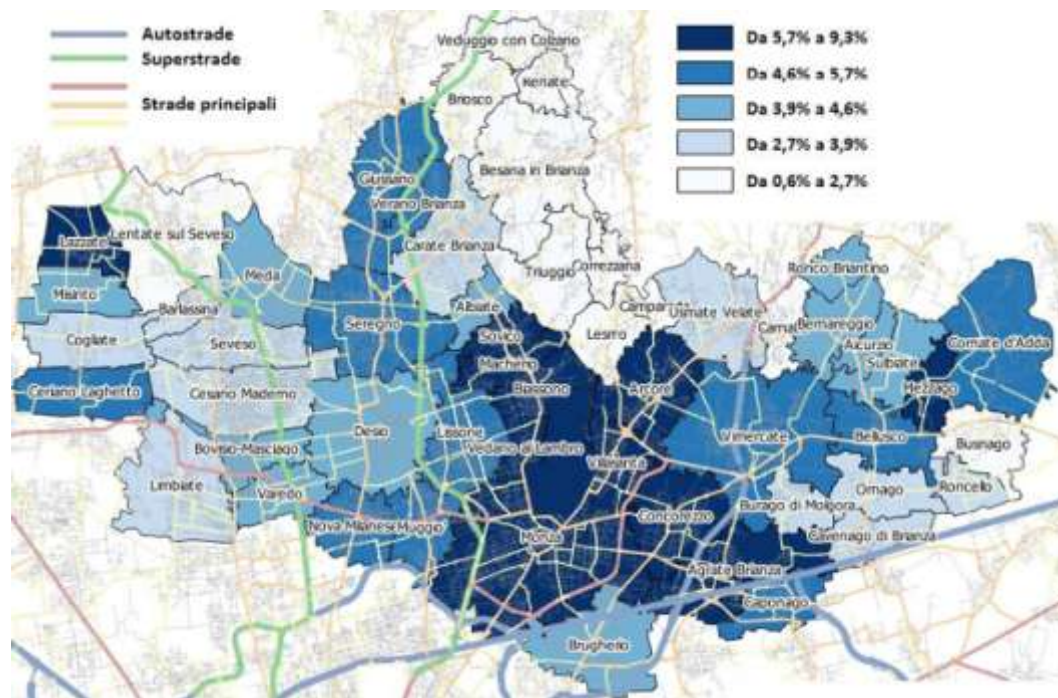 Autostrade
Superstrade
Strade principali
Da 5,7% a 9,3%
Da 4,6% a 5,7%
Da 3,9% a 4,6%
Da 2,7% a 3,9%
Da 0,6% a 2,7%
Veduggio con Colzano
Renate
Briosco
Besana in Brianza
Giussano
Verano Brianza
Carate Brianza
Triuggio
Correzzana
Lazzate
Lentate sul Seveso
Meda
Misinto
Barlassina
Cogliate
Seveso
Seregno
Albiate
Sovico
Macherio
Biassono
Lesmo
Usmate Velate
Arcore
Ronco Briantino
Bernareggio
Aicurzio
Sulbiate
Cornate d'Adda
Mezzago
Ceriano Laghetto
Cesano Maderno
Desio
Lissone
Vedano al Lambro
Bovisio-Masciago
Villasanta
Vimercate
Bellusco
Busnago
Limbiate
Varedo
Nova Milanese
Muggio
Monza
Concorezzo
Burago di Molgora
Ornago
Roncello
Cavenago di Brianza
Agrate Brianza
Caponago
Brugherio